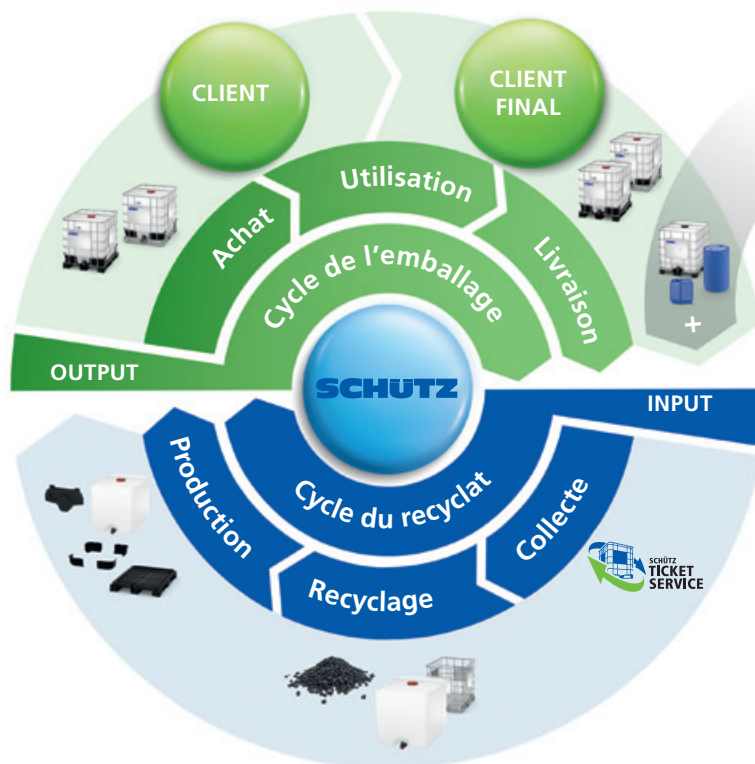 CLIENT
CLIENT
FINAL
Achat
Utilisation
Livraison
Cycle de l'emballage
+
OUTPUT
SCHÜTZ
INPUT
Production
Cycle du recyclat
Collecte
Recyclage
SCHÜTZ
TICKET
SERVICE